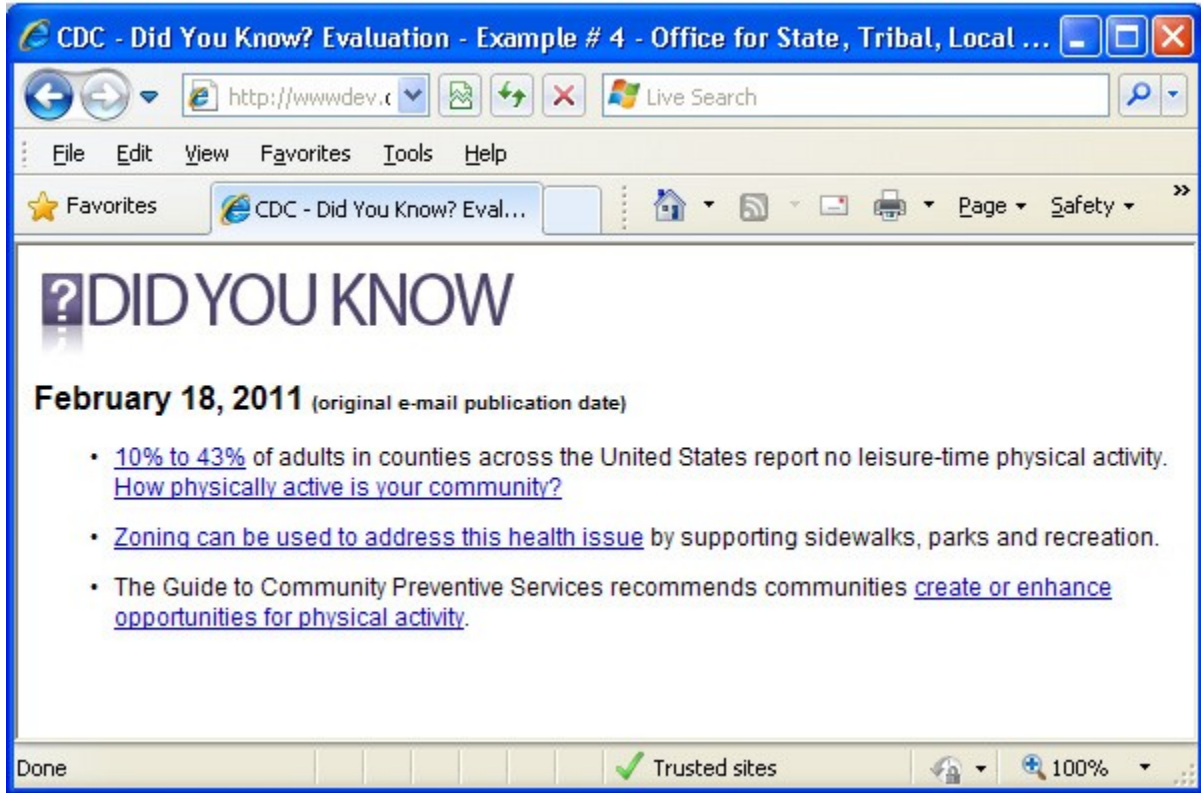 CDC - Did You Know? Evaluation - Example # 4 - Office for State, Tribal, Local ...
http://wwwdev.c
Live Search
File Edit View Favorites Tools Help
Favorites
CDC - Did You Know? Eval...
Page
Safety
»
? DID YOU KNOW
February 18, 2011 (original e-mail publication date)
• 10% to 43% of adults in counties across the United States report no leisure-time physical activity.
How physically active is your community?
• Zoning can be used to address this health issue by supporting sidewalks, parks and recreation.
• The Guide to Community Preventive Services recommends communities create or enhance
opportunities for physical activity.
Done
Trusted sites
100%